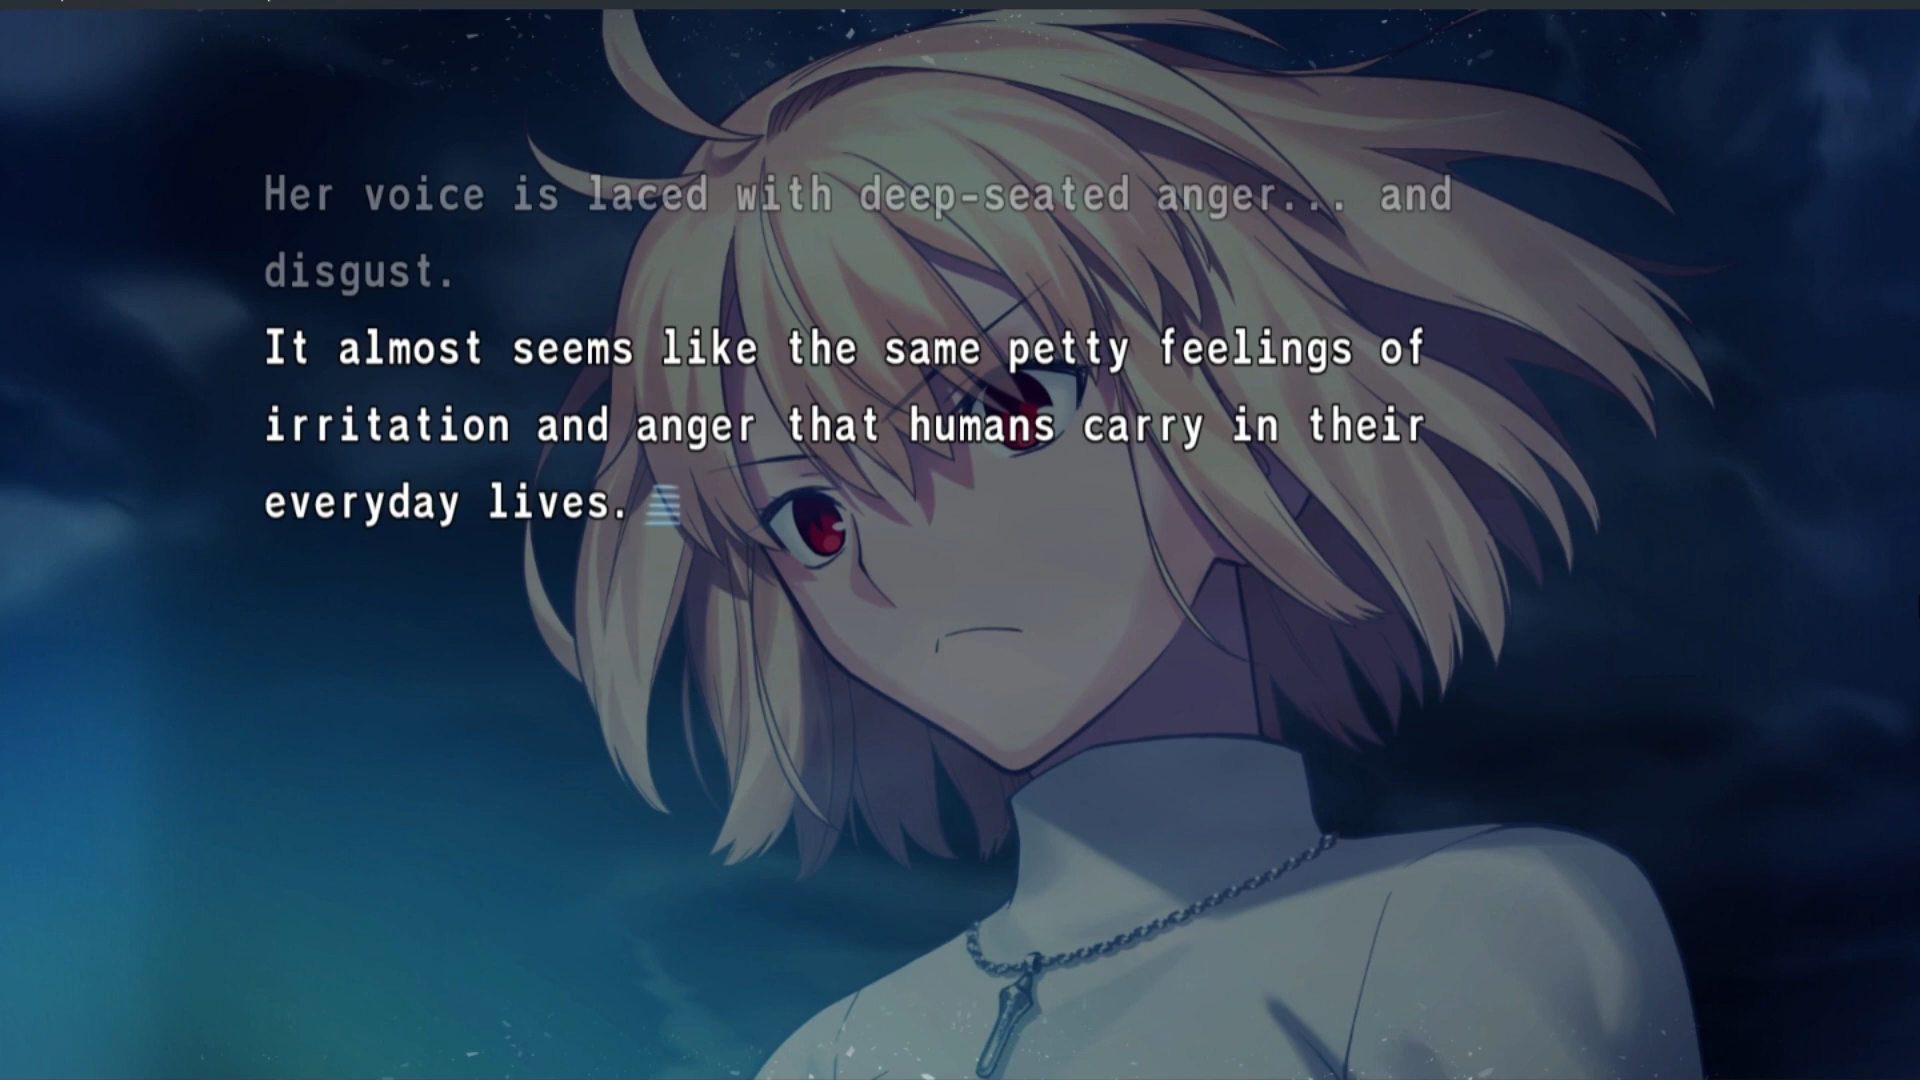 Her voice is laced with deep-seated anger... and
disgust.
It almost seems like the same petty feelings of
irritation and anger that humans carry in their
everyday lives.